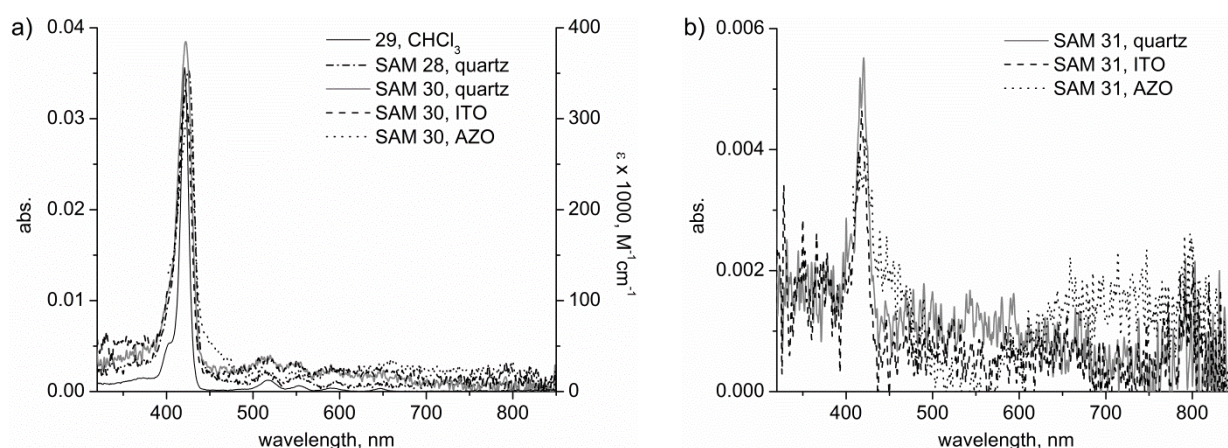 a)
0.04
0.03
0.02
0.01
0.00
abs.
400
300
200
100
0
ε x 1000, M⁻¹cm⁻¹
29, CHCl₃
SAM 28, quartz
SAM 30, quartz
SAM 30, ITO
SAM 30, AZO
400 500 600 700 800
wavelength, nm
b)
0.006
0.004
0.002
0.000
abs.
SAM 31, quartz
SAM 31, ITO
SAM 31, AZO
400 500 600 700 800
wavelength, nm